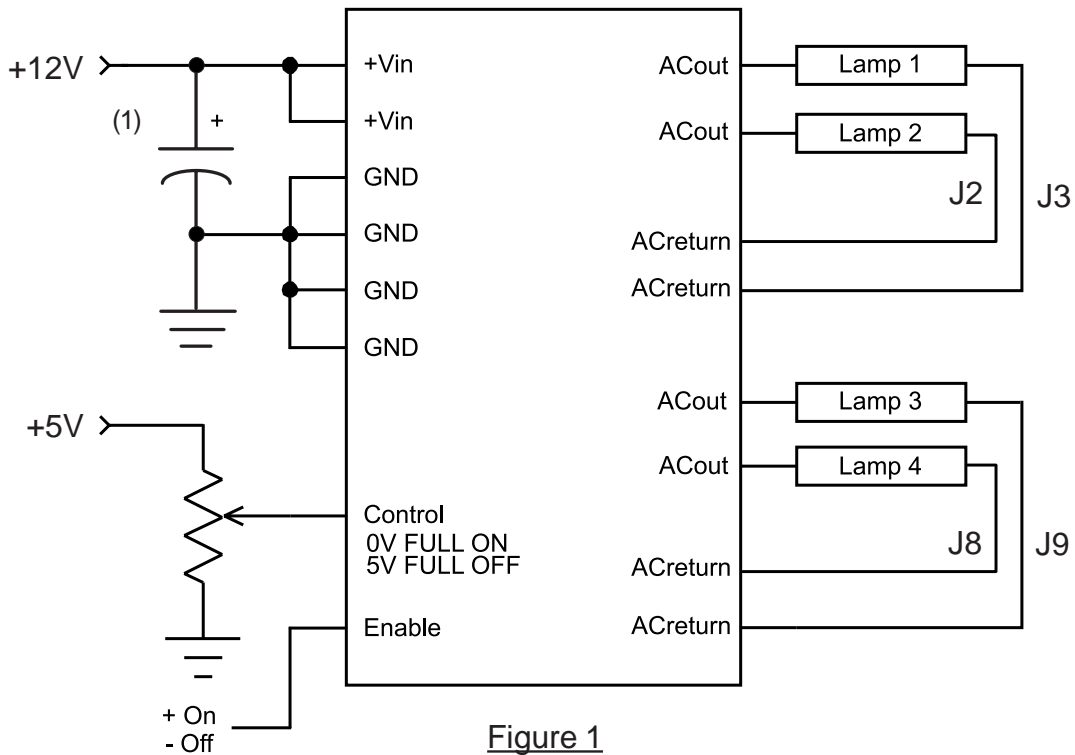 +12V
(1)
+
+Vin
+Vin
GND
GND
GND
GND
+5V
Control
0V FULL ON
5V FULL OFF
Enable
+ On
- Off
ACout
Lamp 1
ACout
Lamp 2
J2
J3
ACreturn
ACreturn
ACout
Lamp 3
ACout
Lamp 4
J8
J9
ACreturn
ACreturn
Figure 1